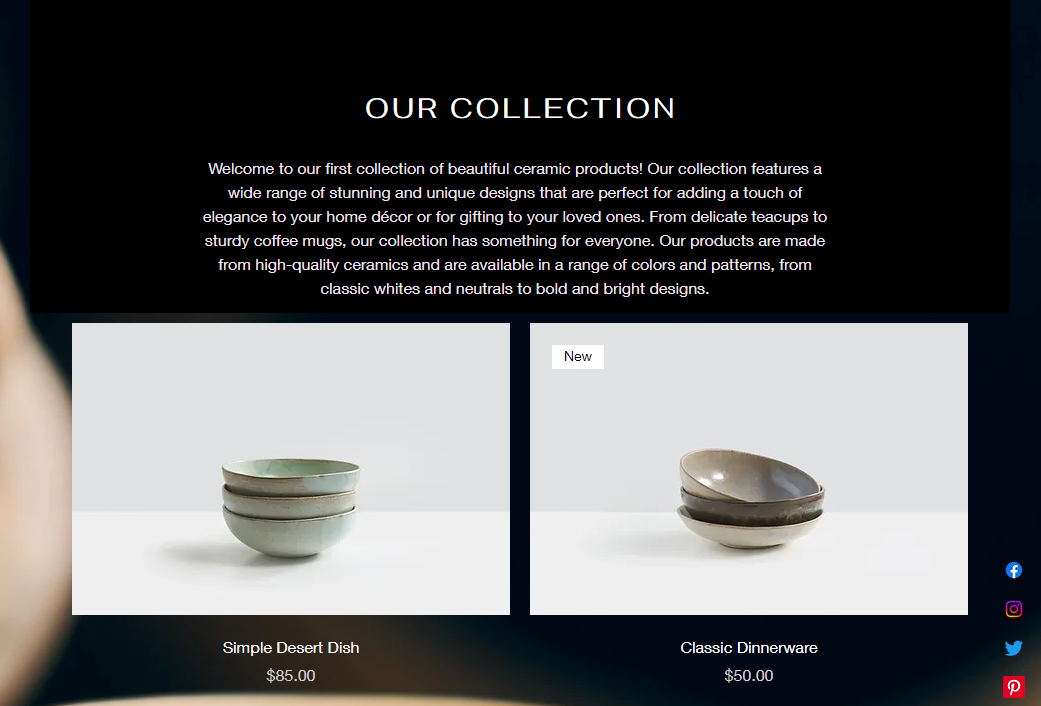 OUR COLLECTION
Welcome to our first collection of beautiful ceramic products! Our collection features a
wide range of stunning and unique designs that are perfect for adding a touch of
elegance to your home décor or for gifting to your loved ones. From delicate teacups to
sturdy coffee mugs, our collection has something for everyone. Our products are made
from high-quality ceramics and are available in a range of colors and patterns, from
classic whites and neutrals to bold and bright designs.
New
Simple Desert Dish
$85.00
Classic Dinnerware
$50.00